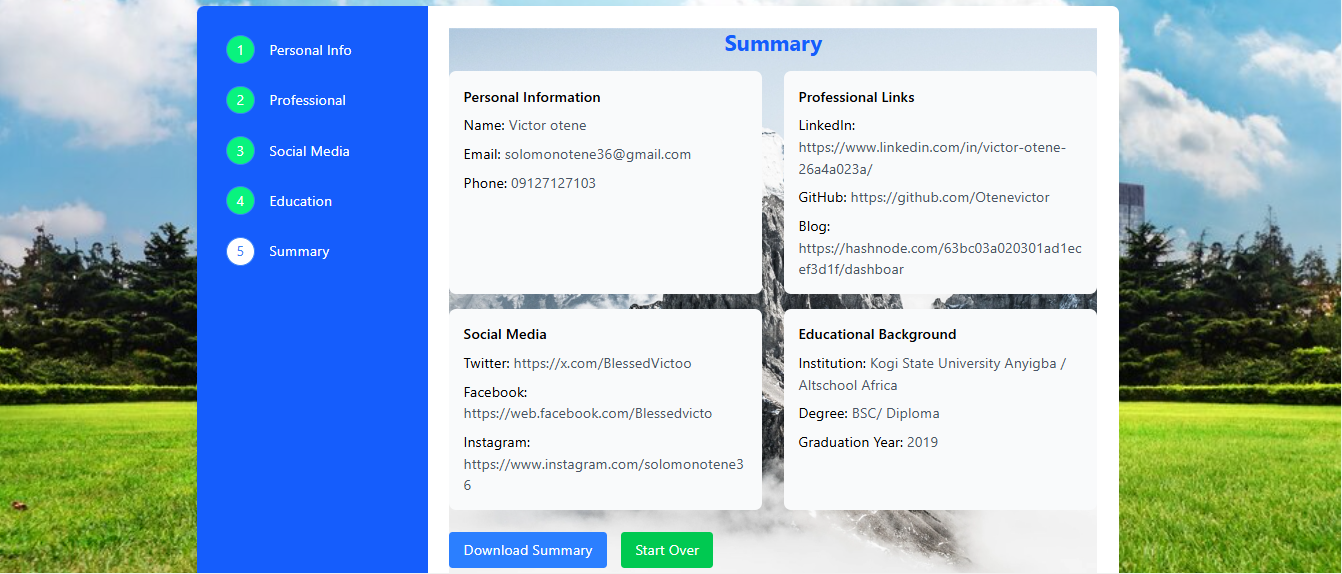 1 Personal Info
2 Professional
3 Social Media
4 Education
5 Summary
Summary
Personal Information
Name: Victor otene
Email: solomonotene36@gmail.com
Phone: 09127127103
Professional Links
LinkedIn:
https://www.linkedin.com/in/victor-otene-
26a4a023a/
GitHub: https://github.com/Otenevictor
Blog:
https://hashnode.com/63bc03a020301ad1ec
ef3d1f/dashboar
Social Media
Twitter: https://x.com/BlessedVictoo
Facebook:
https://web.facebook.com/Blessedvicto
Instagram:
https://www.instagram.com/solomonotene3
6
Educational Background
Institution: Kogi State University Anyigba /
Altschool Africa
Degree: BSC/ Diploma
Graduation Year: 2019
Download Summary
Start Over